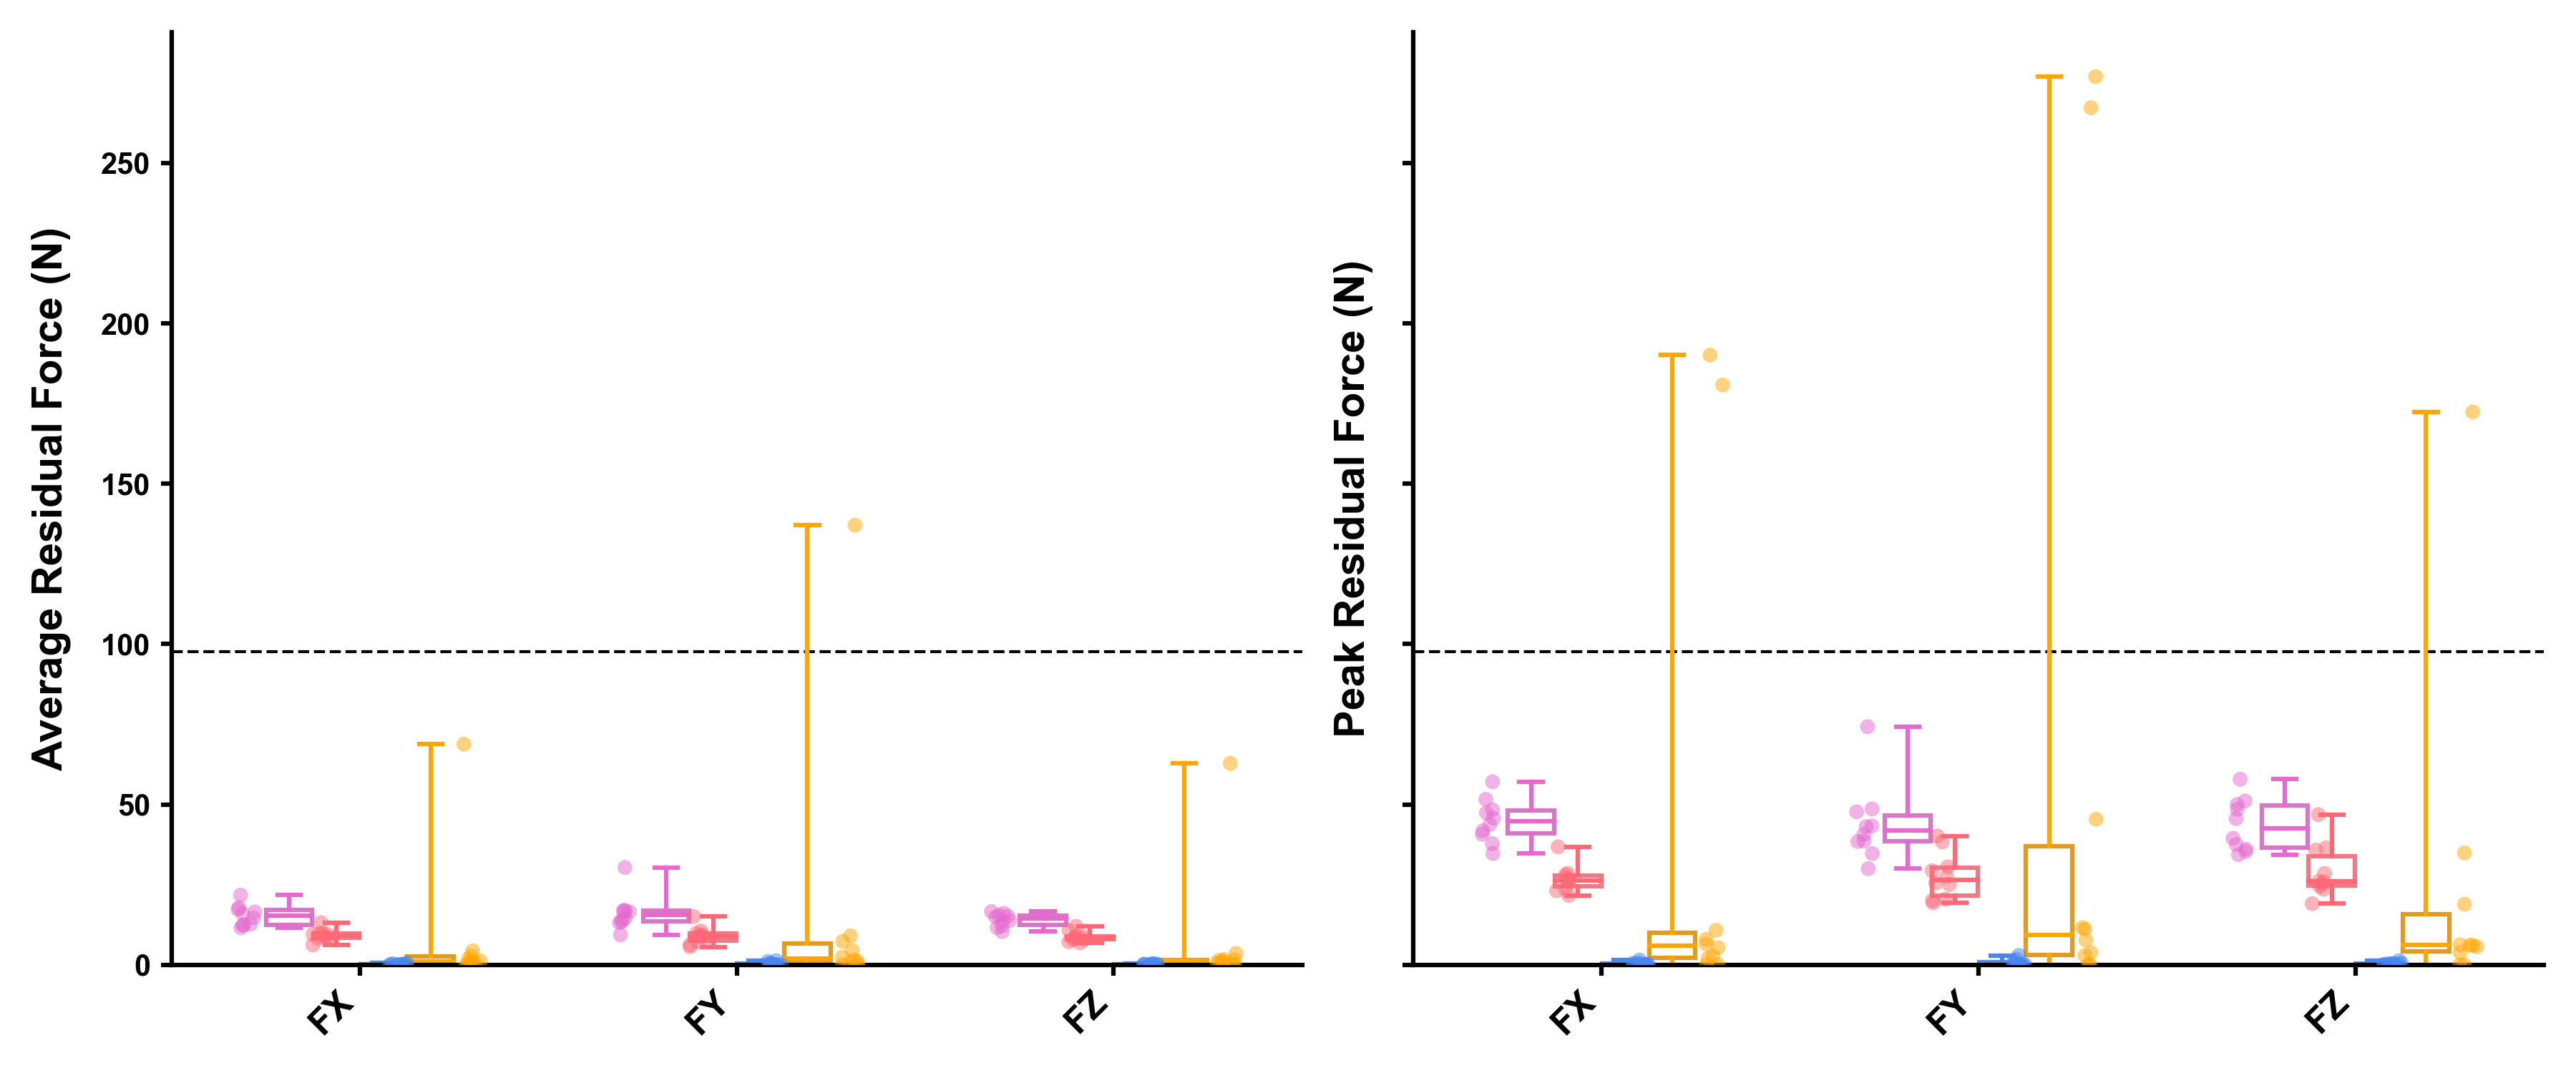 Average Residual Force (N)
250
200
150
100
50
0
FX
FY
FZ
Peak Residual Force (N)
FX
FY
FZ